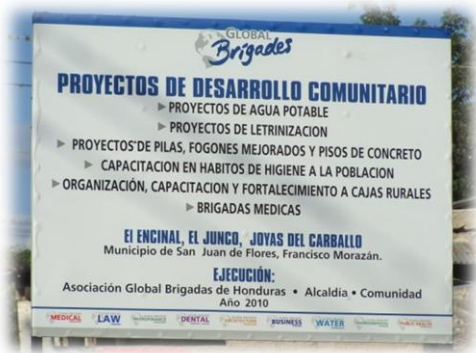 GLOBAL
Brigades
PROYECTOS DE DESARROLLO COMUNITARIO
PROYECTOS DE AGUA POTABLE
PROYECTOS DE LETRINIZACION
PROYECTOS DE PILAS, FOGONES MEJORADOS Y PISOS DE CONCRETO
CAPACITACION EN HABITOS DE HIGIENE A LA POBLACION
ORGANIZACIÓN, CAPACITACION Y FORTALECIMIENTO A CAJAS RURALES
BRIGADAS MEDICAS
El ENCINAL, EL JUNCO, JOYAS DEL CARBALLO
Municipio de San Juan de Flores, Francisco Morazán.
EJECUCIÓN:
Asociación Global Brigadas de Honduras • Alcaldía • Comunidad
Año 2010
MEDICAL LAW DENTAL BUSINESS WATER